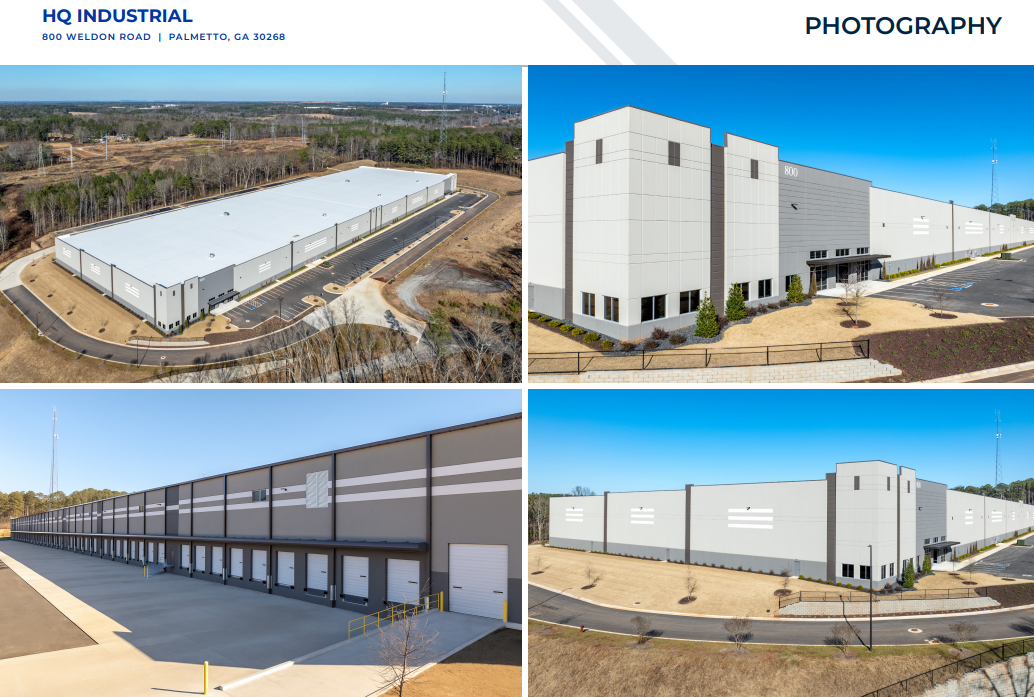 HQ INDUSTRIAL
800 WELDON ROAD | PALMETTO, GA 30268
PHOTOGRAPHY
800